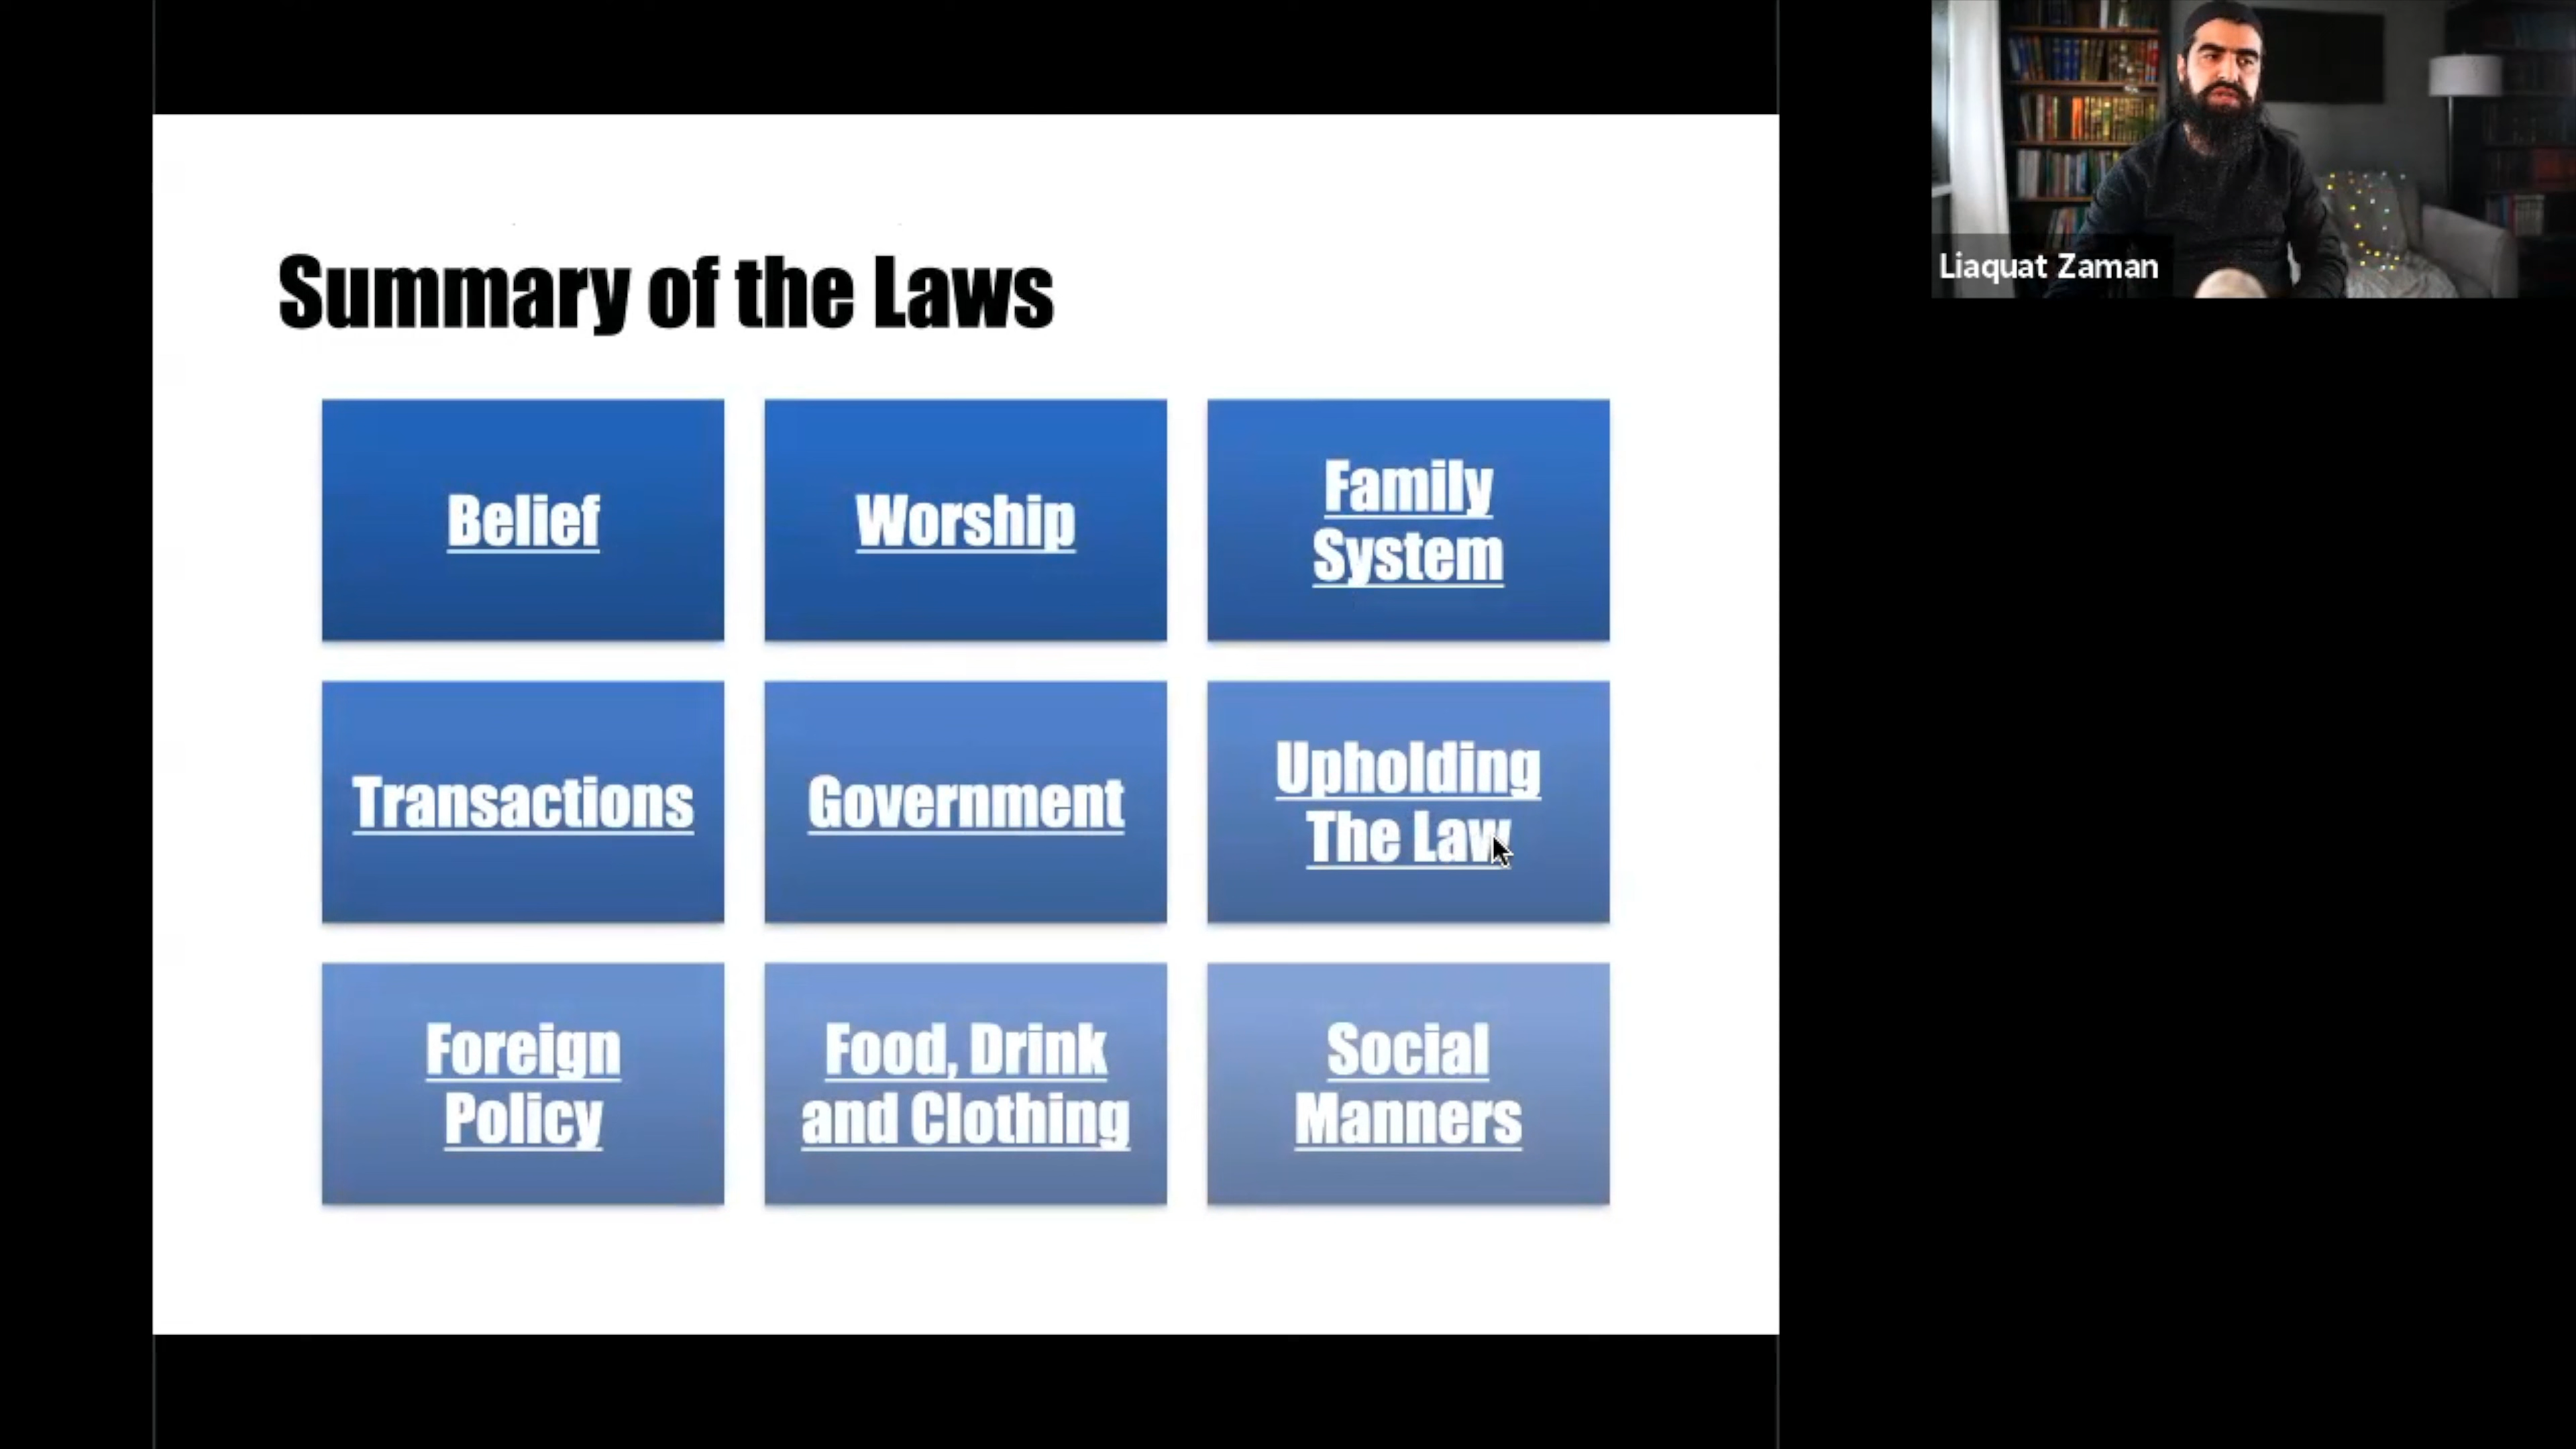 Summary of the Laws
Belief
Worship
Family
System
Transactions
Government
Upholding
The Law
Foreign
Policy
Food, Drink
and Clothing
Social
Manners
Liaquat Zaman